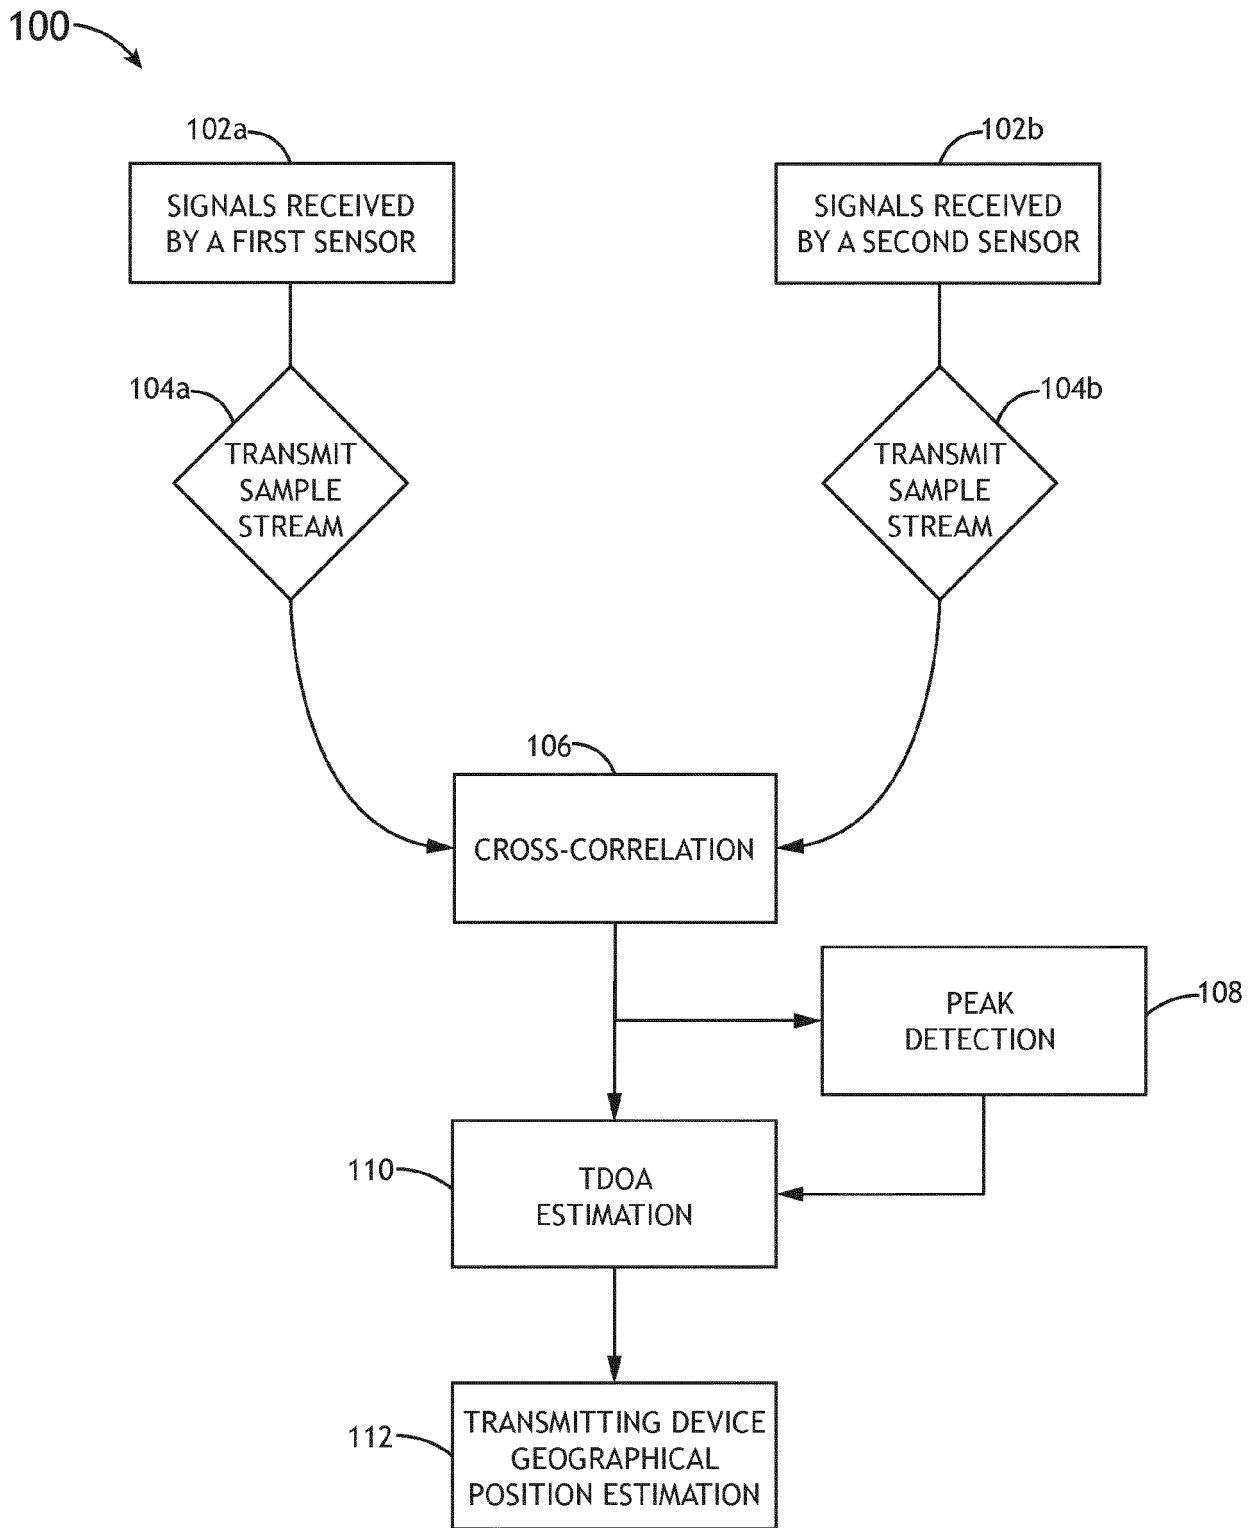 100
102a
102b
SIGNALS RECEIVED
BY A FIRST SENSOR
SIGNALS RECEIVED
BY A SECOND SENSOR
104a
104b
TRANSMIT
SAMPLE
STREAM
TRANSMIT
SAMPLE
STREAM
106
CROSS-CORRELATION
108
PEAK
DETECTION
110
TDOA
ESTIMATION
112
TRANSMITTING DEVICE
GEOGRAPHICAL
POSITION ESTIMATION